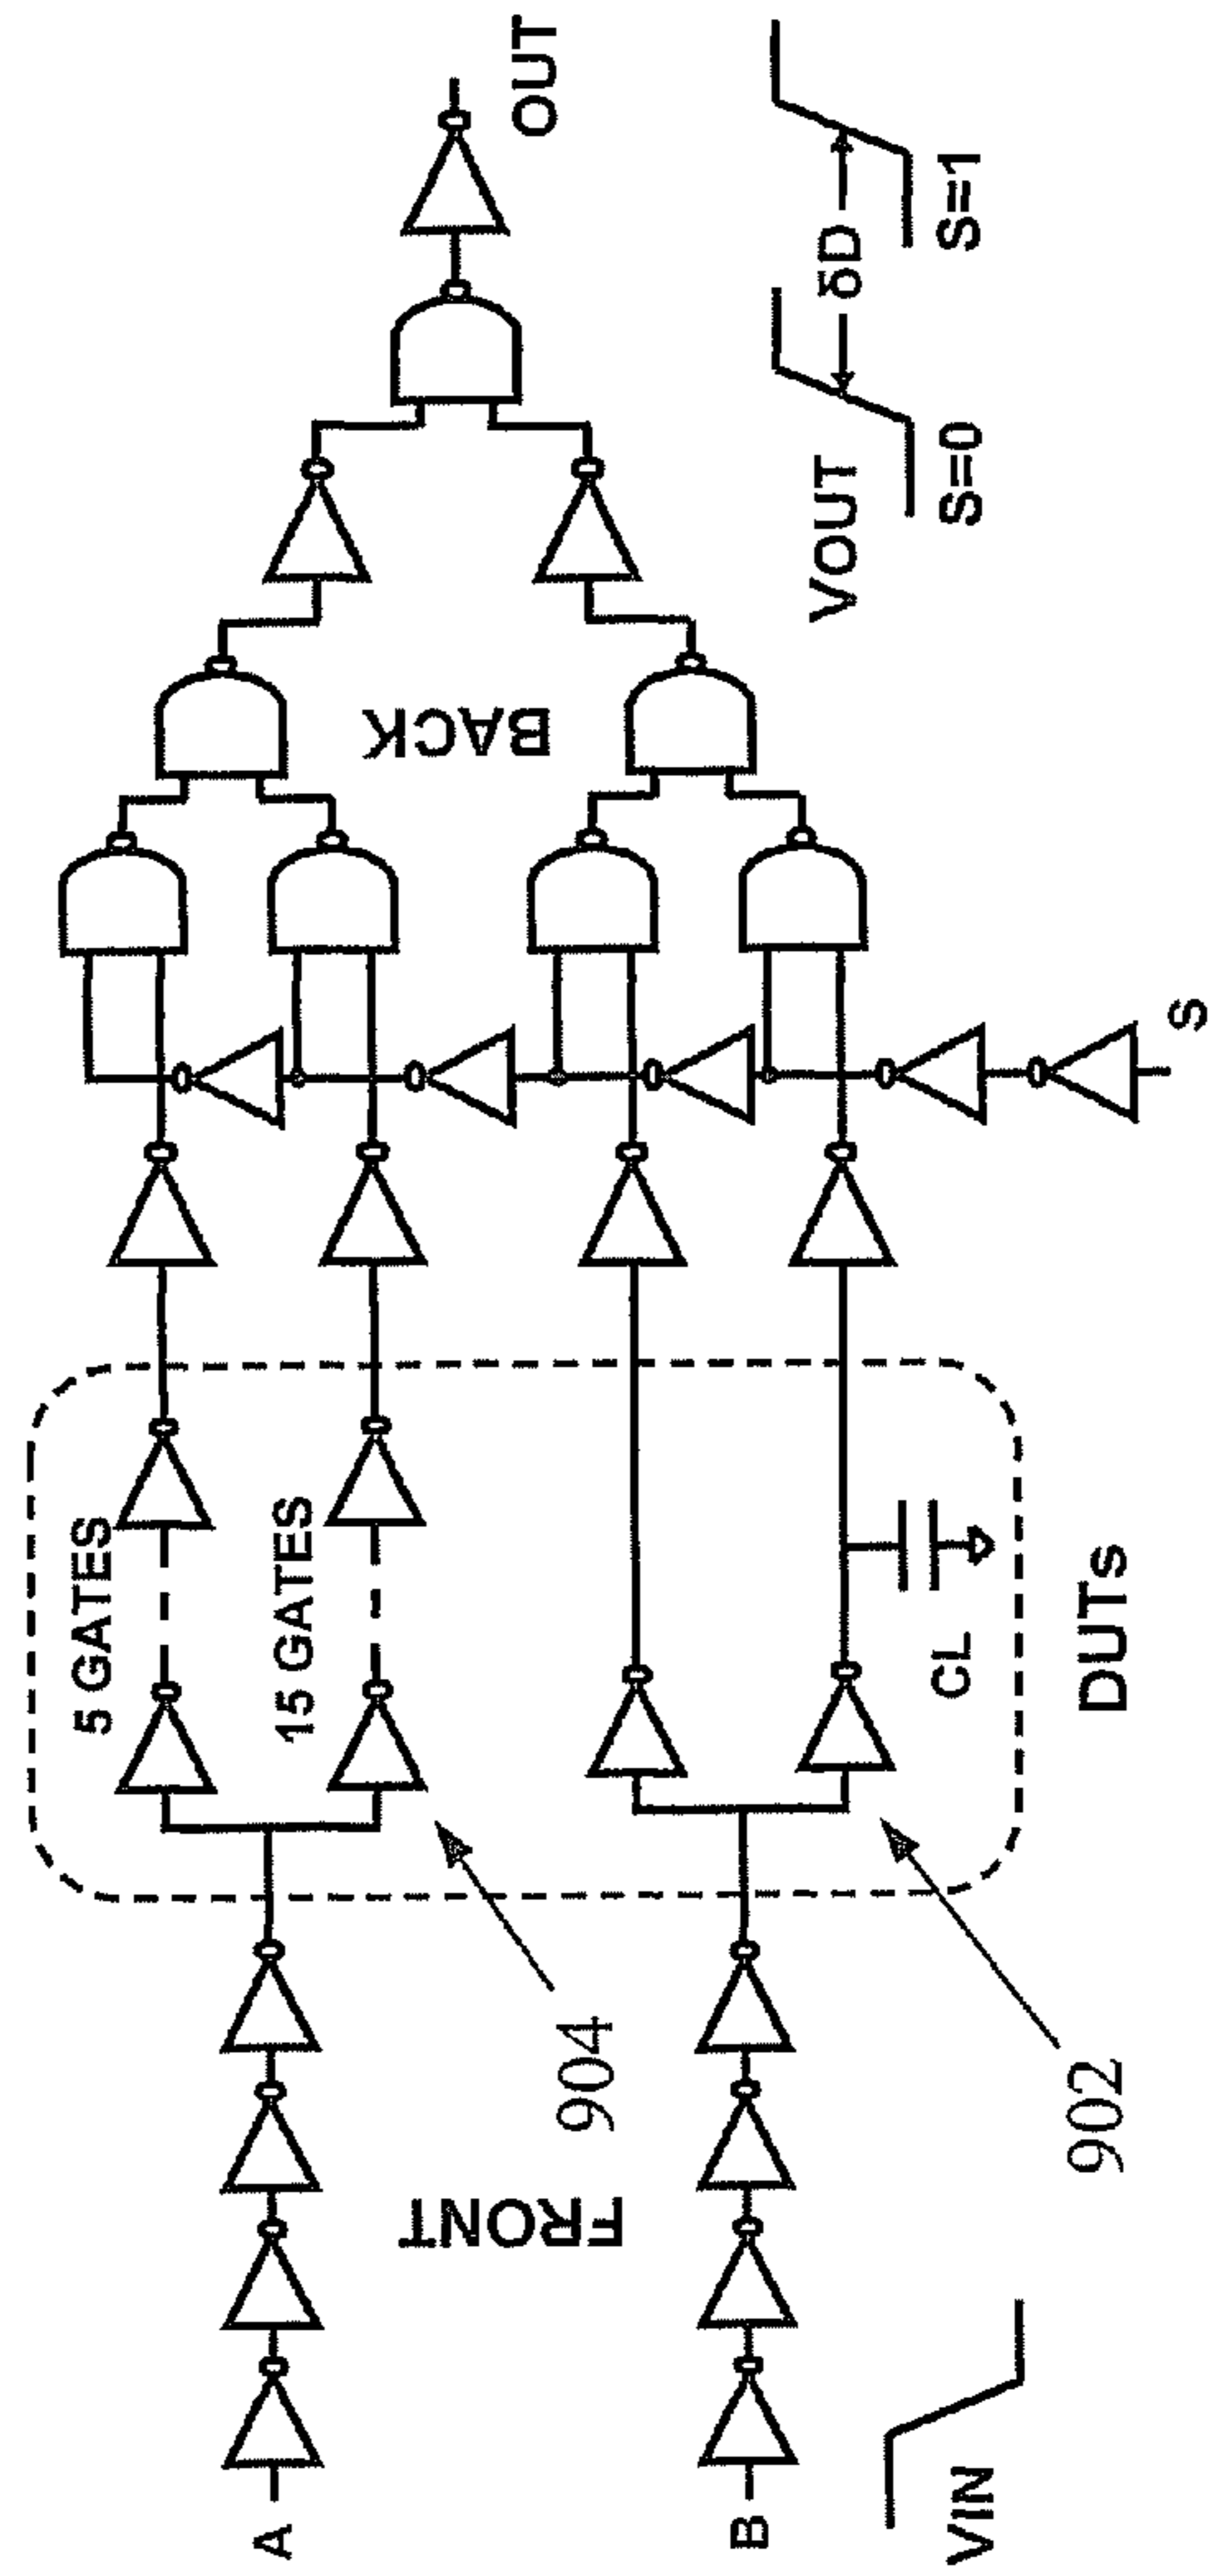 A
B
VIN
FRONT
904
902
5 GATES
15 GATES
CL
DUTs
S
BACK
VOUT
δD
S=0
S=1
OUT